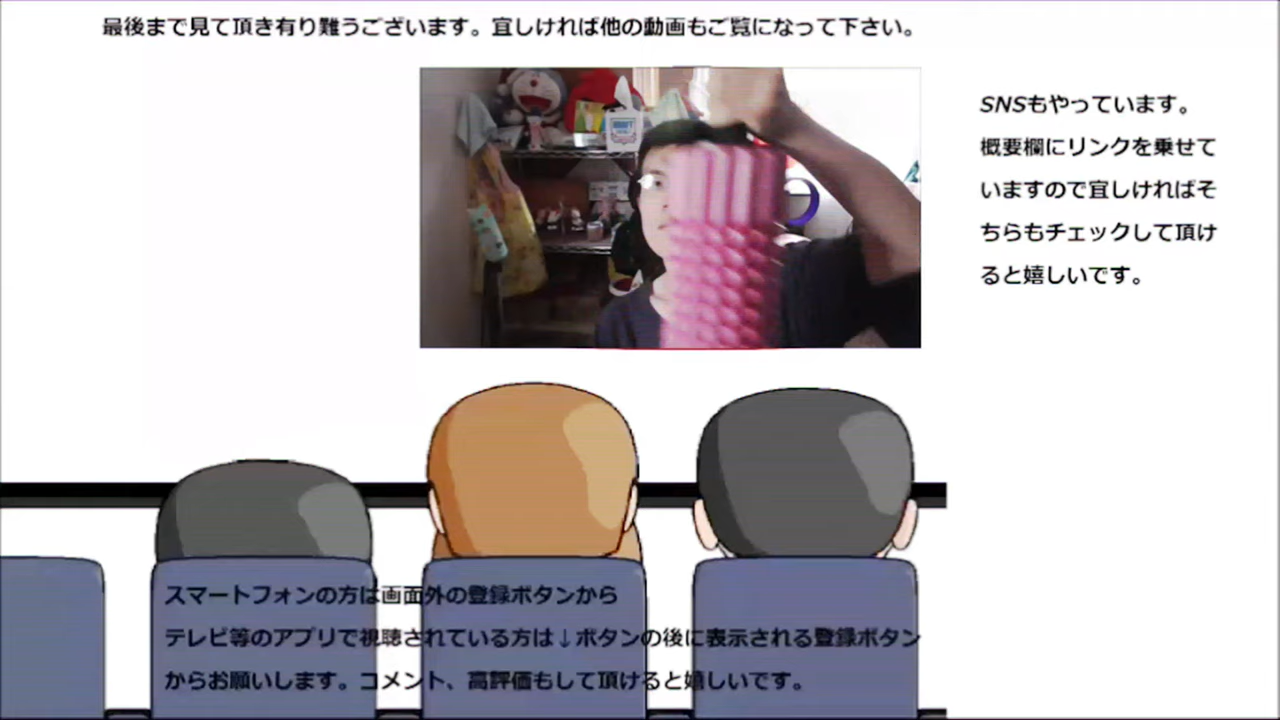 最後まで見て頂き有り難うございます。宜しければ他の動画もご覧になって下さい。
SNSもやっています。
概要欄にリンクを乗せて
いますので宜しければそ
ちらもチェックして頂け
ると嬉しいです。
スマートフォンの方は画面外の登録ボタンから
テレビ等のアプリで視聴されている方は↓ボタンの後に表示される登録ボタン
からお願いします。コメント、高評価もして頂けると嬉しいです。